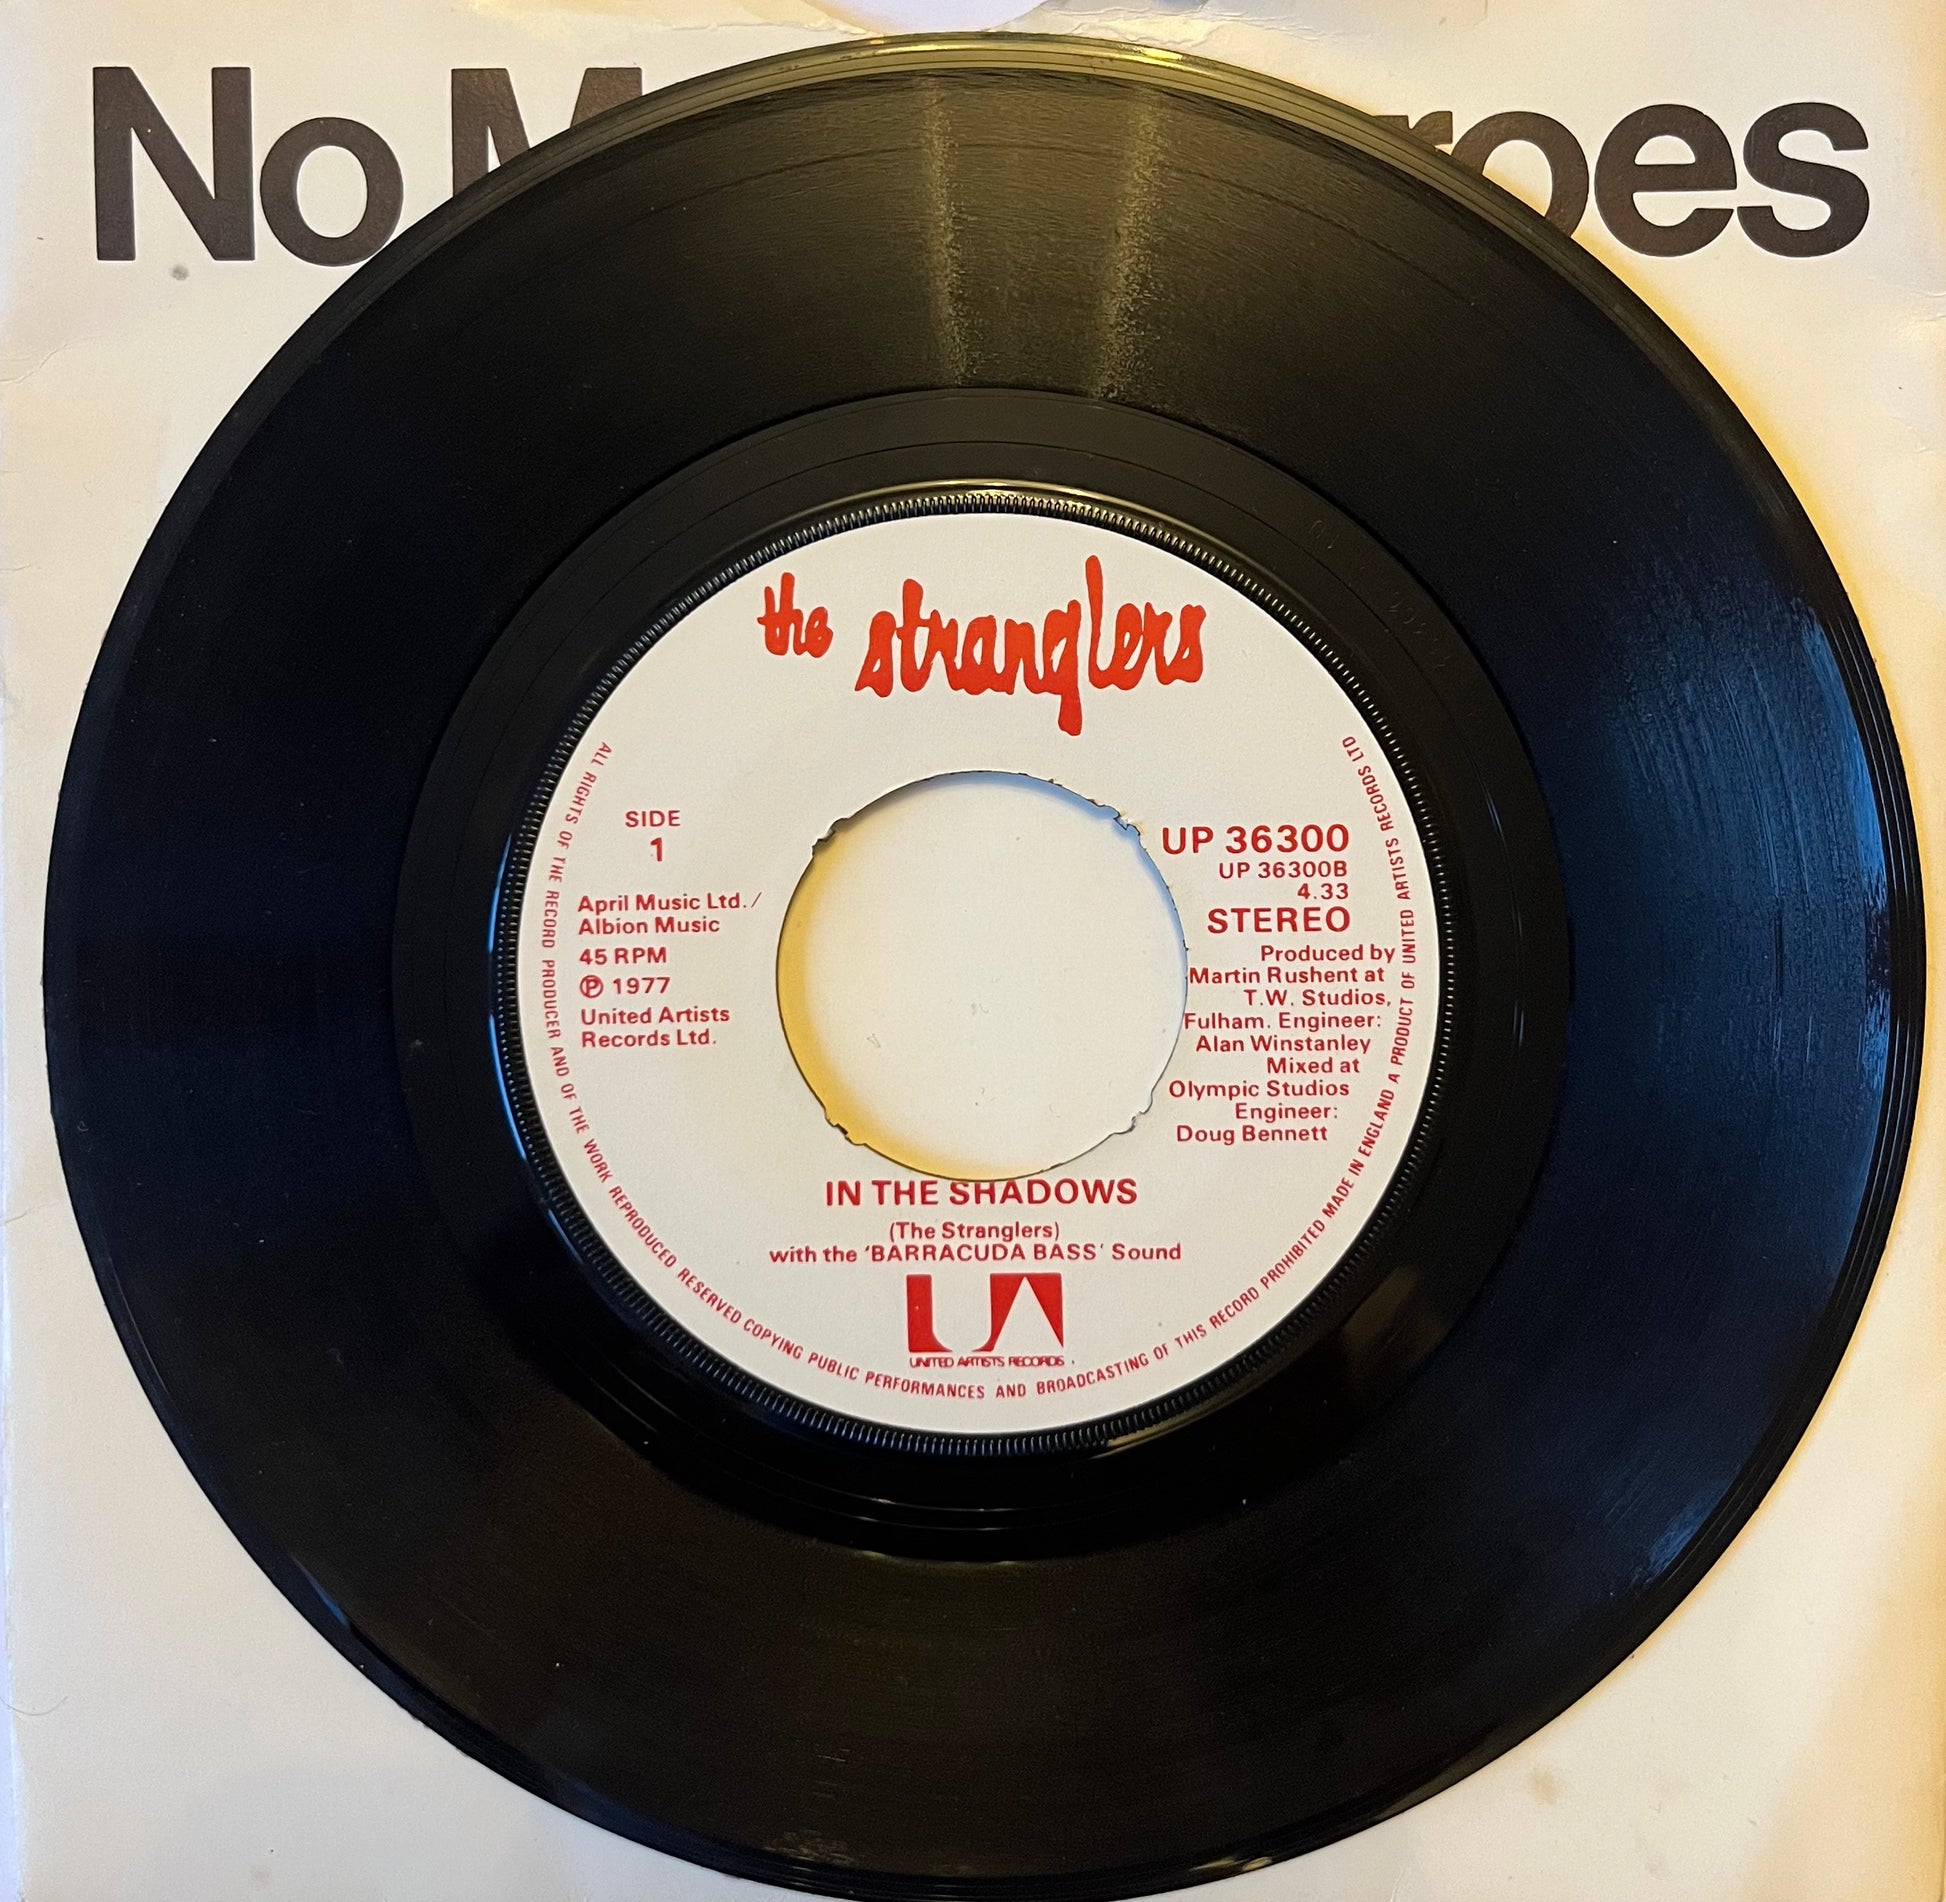 No M roes
the stranglers
SIDE
1
April Music Ltd./
Albion Music
45 RPM
Ⓟ 1977
United Artists
Records Ltd.
UP 36300
UP 36300B
4.33
STEREO
Produced by
Martin Rushent at
T.W. Studios,
Fulham. Engineer:
Alan Winstanley
Mixed at
Olympic Studios
Engineer:
Doug Bennett
IN THE SHADOWS
(The Stranglers)
with the 'BARRACUDA BASS' Sound
UA
UNITED ARTISTS RECORDS
ALL RIGHTS OF THE RECORD PRODUCER AND OF THE WORK REPRODUCED RESERVED COPYING PUBLIC PERFORMANCES AND BROADCASTING OF THIS RECORD PROHIBITED MADE IN ENGLAND A PRODUCT OF UNITED ARTISTS RECORDS LTD